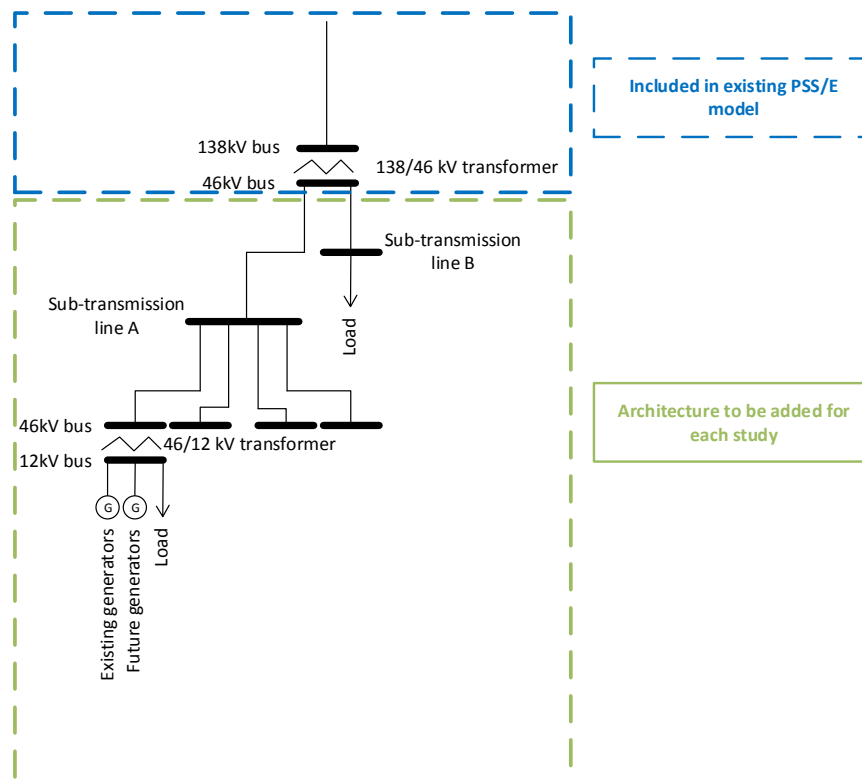 Included in existing PSS/E
model
138kV bus
138/46 kV transformer
46kV bus
Sub-transmission
line B
Load
Sub-transmission
line A
46kV bus
46/12 kV transformer
12kV bus
G
G
Existing generators
Future generators
Load
Architecture to be added for
each study